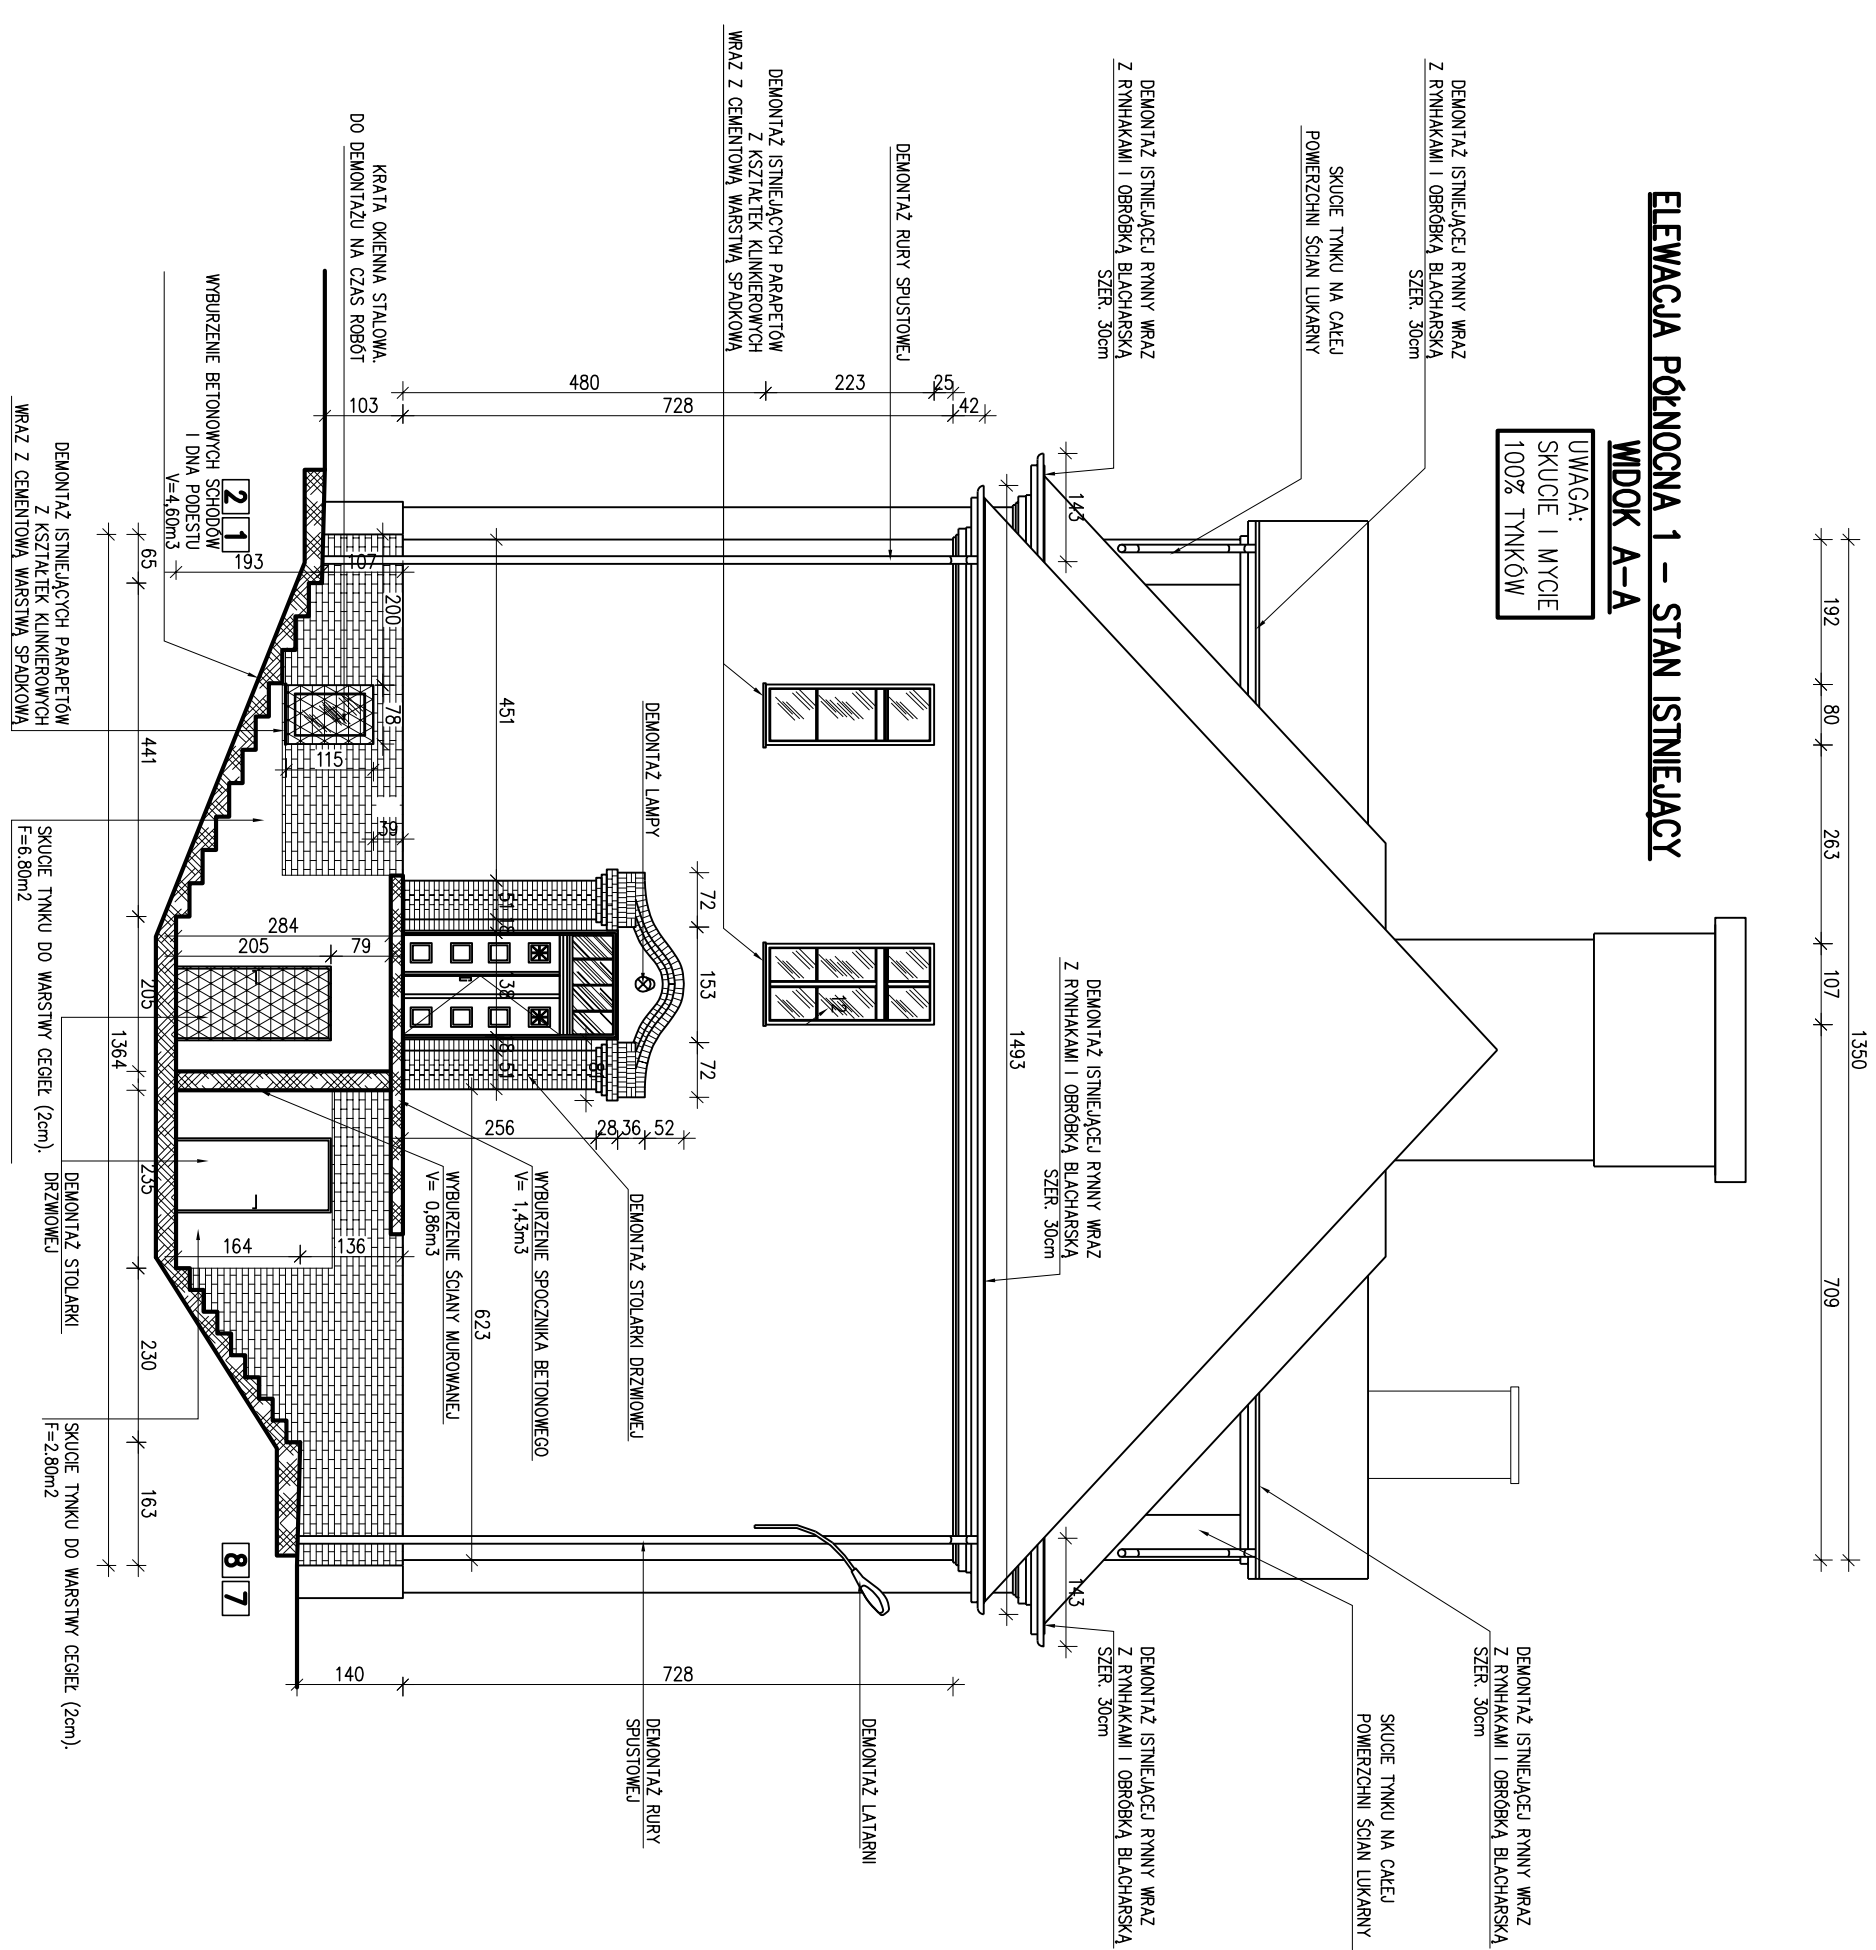 ELEWACJA PÓŁNOCNA 1 – STAN ISTNIEJĄCY
WIDOK A–A
UWAGA:
SKUCIE I MYCIE
100% TYNKÓW
1350
192
80
263
107
709
DEMONTAŻ ISTNIEJĄCEJ RYNNY WRAZ
Z RYNHAKAMI I OBRÓBKĄ BLACHARSKĄ
SZER. 30cm
SKUCIE TYNKU NA CAŁEJ
POWIERZCHNI ŚCIAN LUKARNY
DEMONTAŻ ISTNIEJĄCEJ RYNNY WRAZ
Z RYNHAKAMI I OBRÓBKĄ BLACHARSKĄ
SZER. 30cm
DEMONTAŻ RURY SPUSTOWEJ
DEMONTAŻ ISTNIEJĄCYCH PARAPETÓW
Z KSZTAŁTEK KLINKIEROWYCH
WRAZ Z CEMENTOWĄ WARSTWĄ SPADKOWĄ
KRATA OKIENNA STALOWA.
DO DEMONTAŻU NA CZAS ROBÓT
WYBURZENIE BETONOWYCH SCHODÓW
I DNA PODESTU
V=4,60m3
DEMONTAŻ ISTNIEJĄCYCH PARAPETÓW
Z KSZTAŁTEK KLINKIEROWYCH
WRAZ Z CEMENTOWĄ WARSTWĄ SPADKOWĄ
DEMONTAŻ ISTNIEJĄCEJ RYNNY WRAZ
Z RYNHAKAMI I OBRÓBKĄ BLACHARSKĄ
SZER. 30cm
SKUCIE TYNKU NA CAŁEJ
POWIERZCHNI ŚCIAN LUKARNY
DEMONTAŻ ISTNIEJĄCEJ RYNNY WRAZ
Z RYNHAKAMI I OBRÓBKĄ BLACHARSKĄ
SZER. 30cm
DEMONTAŻ ISTNIEJĄCEJ RYNNY WRAZ
Z RYNHAKAMI I OBRÓBKĄ BLACHARSKĄ
SZER. 30cm
DEMONTAŻ LATARNI
DEMONTAŻ RURY
SPUSTOWEJ
DEMONTAŻ LAMPY
DEMONTAŻ STOLARKI DRZWIOWEJ
WYBURZENIE SPOCZNIKA BETONOWEGO
V= 1,43m3
WYBURZENIE ŚCIANY MUROWANEJ
V= 0,86m3
SKUCIE TYNKU DO WARSTWY CEGIEŁ (2cm).
F=6.80m2
DEMONTAŻ STOLARKI
DRZWIOWEJ
SKUCIE TYNKU DO WARSTWY CEGIEŁ (2cm).
F=2.80m2
143
1493
143
42
25
223
480
728
103
728
140
72
153
72
52
36
28
256
451
51
138
51
623
200
78
107
193
115
39
284
205
79
164
136
65
441
205
235
230
163
1364
12
2 1
8 7